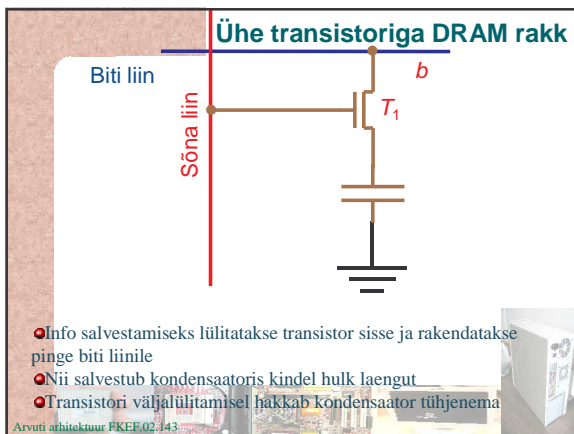 Ühe transistoriga DRAM rakk
Biti liin
b
Sõna liin
T1
Info salvestamiseks lülitatakse transistor sisse ja rakendatakse
pinge biti liinile
Nii salvestub kondensaatoris kindel hulk laengut
Transistori väljalülitamisel hakkab kondensaator tühjenema
Arvuti arhitektuur FKEF.02.143